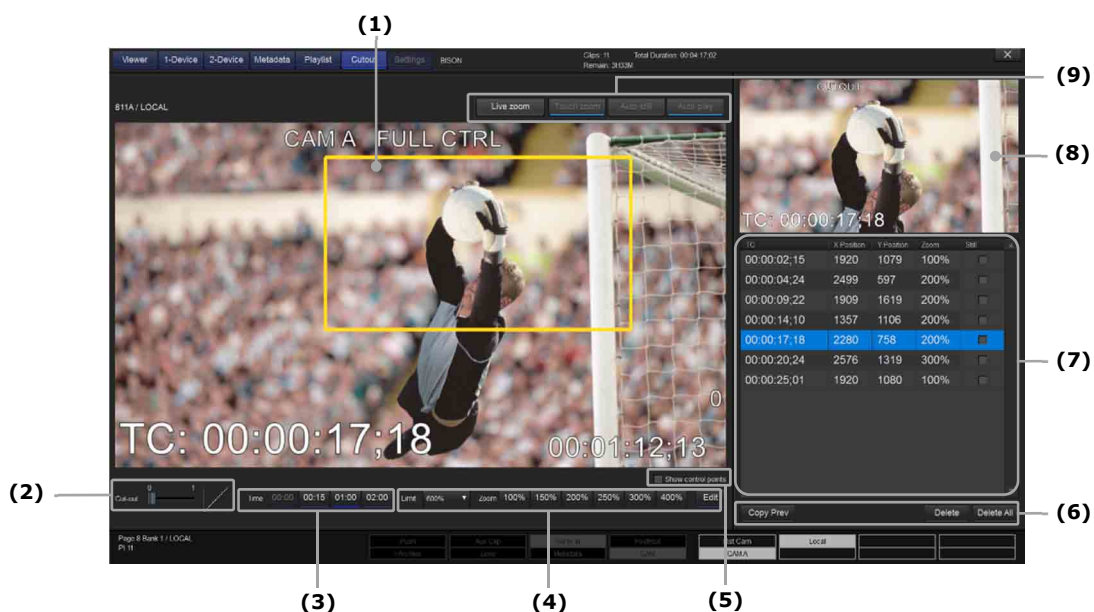 (1)
Viewer 1-Device 2-Device Metadata Playlist Cutout Settings BISON
Clips: 11 Total Duration: 00:04:17;02
Remain: 3H33M
(9)
811A / LOCAL
Live zoom Touch zoom Auto still Auto play
CAM A FULL CTRL
CUTOUT
(8)
TC: 00:00:17;18
TC X Position Y Position Zoom Still
00:00:02;15 1920 1079 100%
00:00:04;24 2499 597 200%
00:00:09;22 1909 1619 200%
00:00:14;10 1357 1106 200%
00:00:17;18 2280 758 200%
00:00:20;24 2576 1319 300%
00:00:25;01 1920 1080 100%
(7)
0
TC: 00:00:17;18
00:01:12;13
Show control points
(2)
Cut-out 0 1
Time 00:00 00:15 01:00 02:00
Limit 600% Zoom 100% 150% 200% 250% 300% 400% Edit
Copy Prev Delete Delete All
(6)
Page 8 Bank 1 / LOCAL
Pt 11
Push Aux Clip
Metadata
Local
CAM A
(3)
(4)
(5)